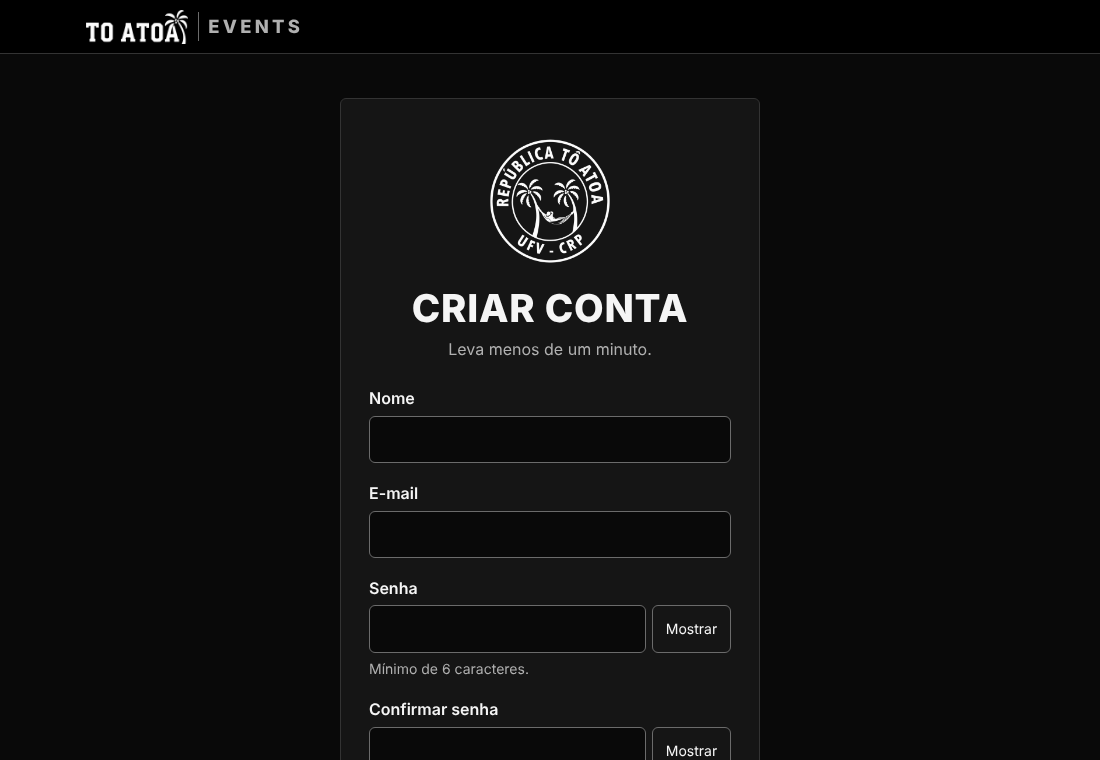 TO ATOA EVENTS
REPÚBLICA TÔ ATOA
UFV - CRP
CRIAR CONTA
Leva menos de um minuto.
Nome
E-mail
Senha
Mostrar
Mínimo de 6 caracteres.
Confirmar senha
Mostrar